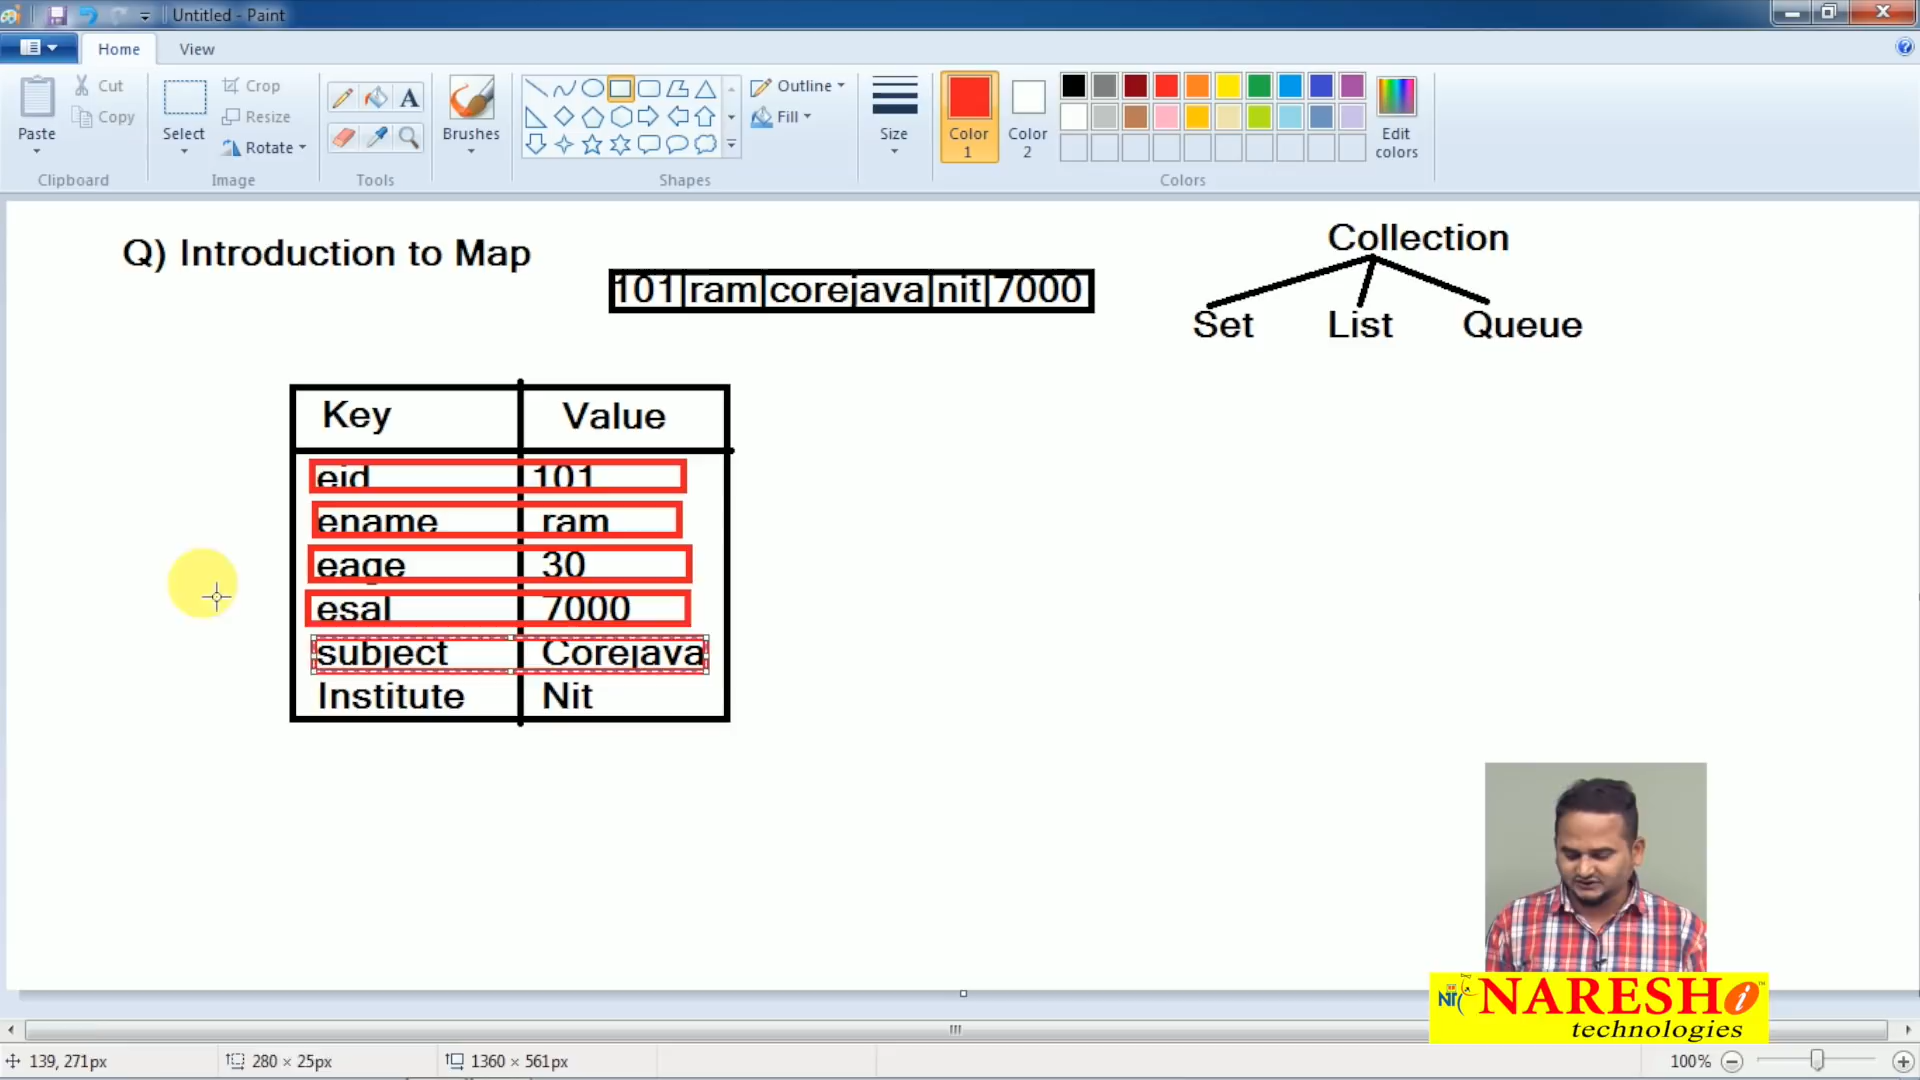 Untitled - Paint
Home
View
Paste
Cut
Copy
Clipboard
Select
Crop
Resize
Rotate
Image
Tools
Brushes
Shapes
Outline
Fill
Size
Color
1
Color
2
Edit
colors
Colors
Q) Introduction to Map
101|ram|corejava|nit|7000
Collection
Set List Queue
Key Value
eid 101
ename ram
eage 30
esal 7000
subject Corejava
Institute Nit
NARESH i
technologies
139, 271px
280 × 25px
1360 × 561px
100%